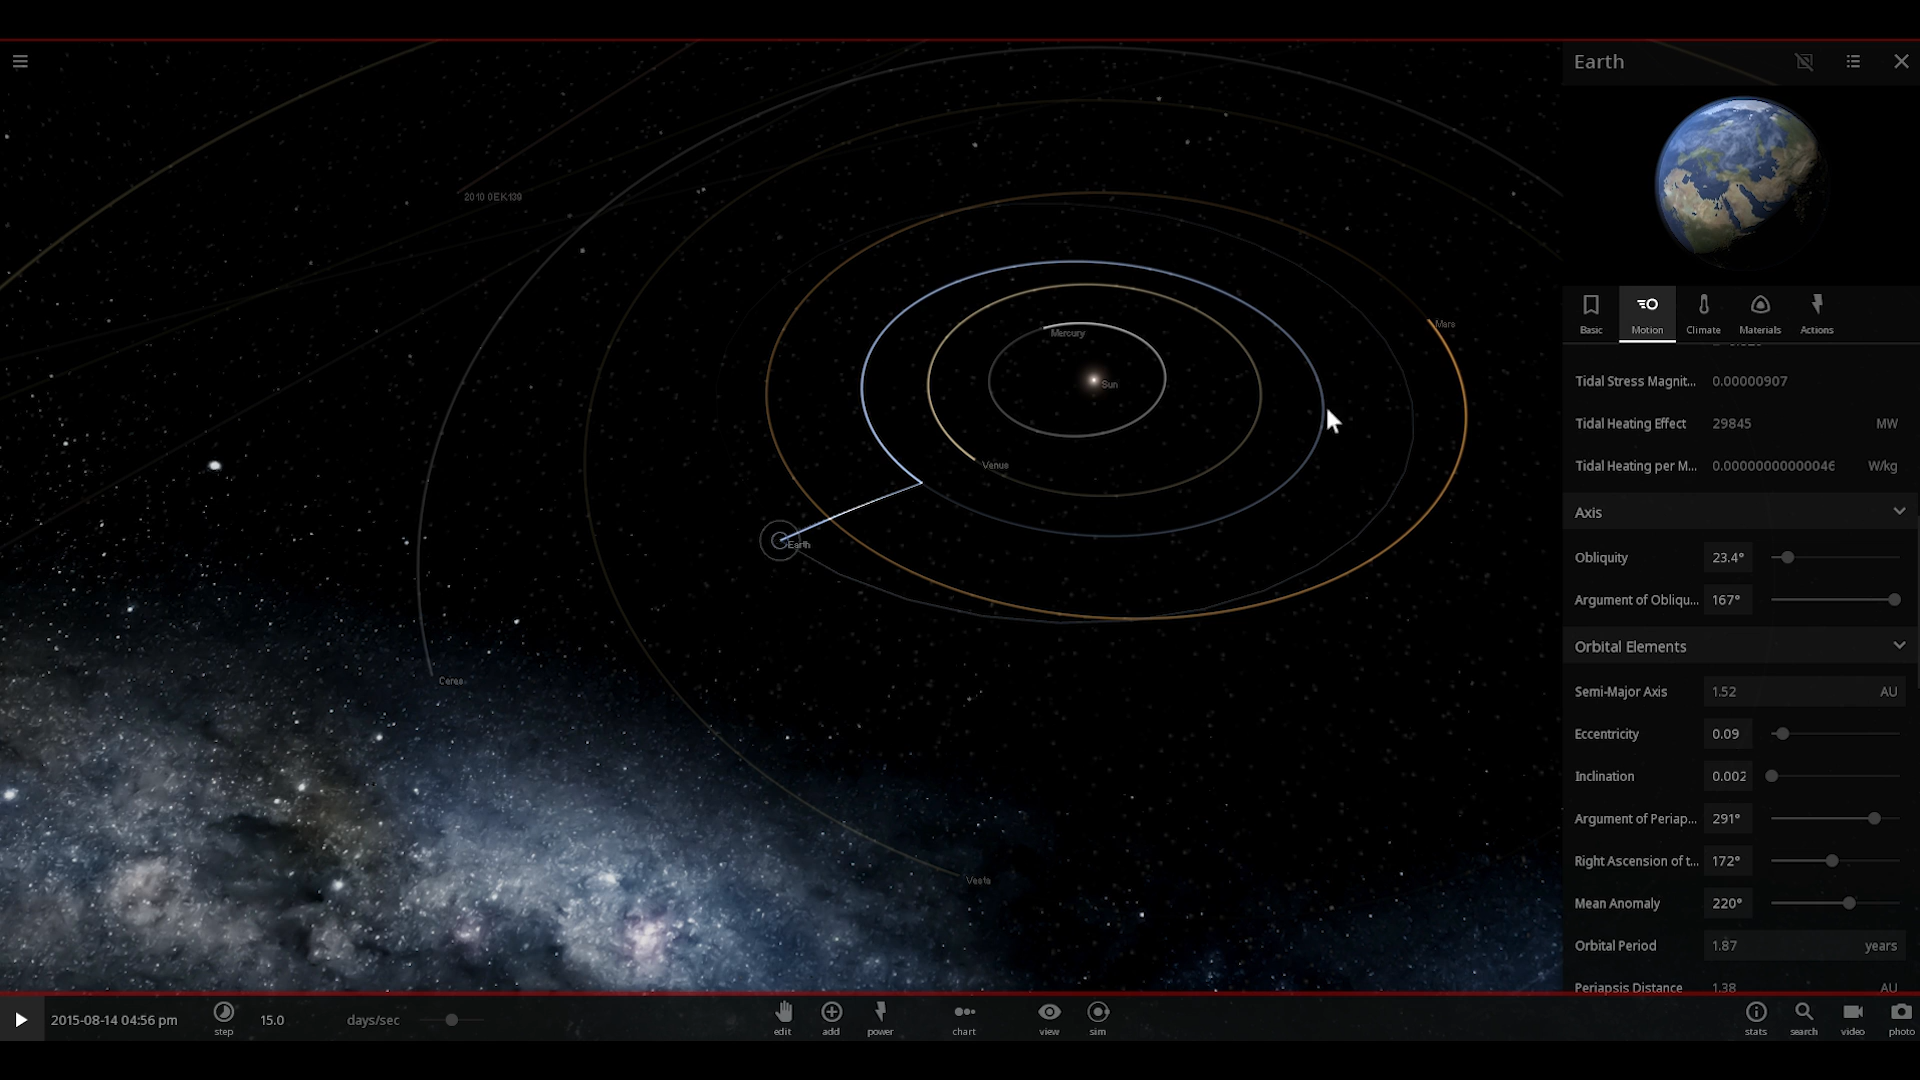 Earth
2010 OEK139
Basic
Motion
Climate
Materials
Actions
Mercury
Mars
Sun
Venus
Earth
Ceres
Vesta
Tidal Stress Magnit... 0.00000907
Tidal Heating Effect 29845 MW
Tidal Heating per M... 0.00000000000046 W/kg
Axis
Obliquity 23.4°
Argument of Obliqu... 167°
Orbital Elements
Semi-Major Axis 1.52 AU
Eccentricity 0.09
Inclination 0.002
Argument of Periap... 291°
Right Ascension of t... 172°
Mean Anomaly 220°
Orbital Period 1.87 years
Periapsis Distance 1.38 AU
2015-08-14 04:56 pm
step
15.0 days/sec
edit
add
power
chart
view
sim
stats
search
video
photo